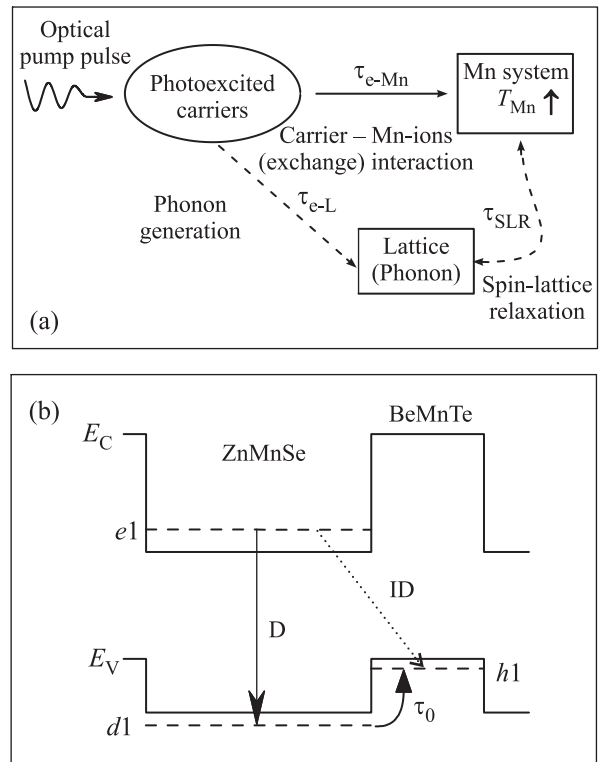 Optical
pump pulse
Photoexcited
carriers
τe-Mn
Mn system
TMn
Carrier – Mn-ions
(exchange) interaction
τe-L
Phonon
generation
τSLR
Lattice
(Phonon)
Spin-lattice
relaxation
(a)
(b)
BeMnTe
EC
ZnMnSe
e1
ID
D
EV
h1
τ0
d1